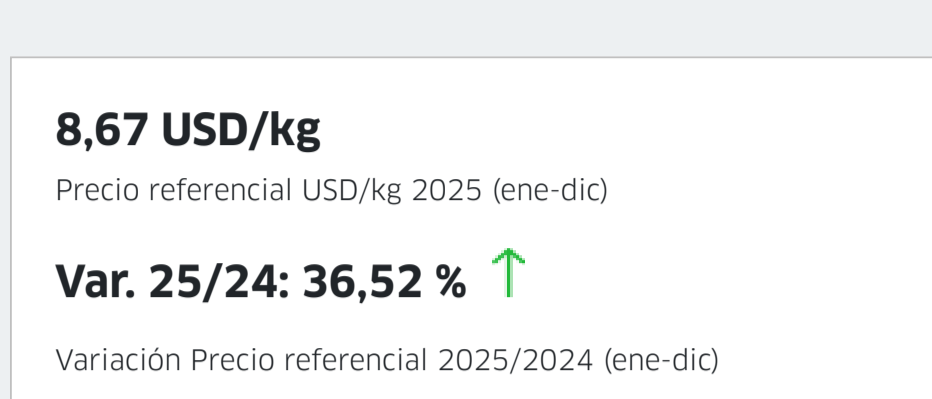 8,67 USD/kg
Precio referencial USD/kg 2025 (ene-dic)
Var. 25/24: 36,52 %
Variación Precio referencial 2025/2024 (ene-dic)